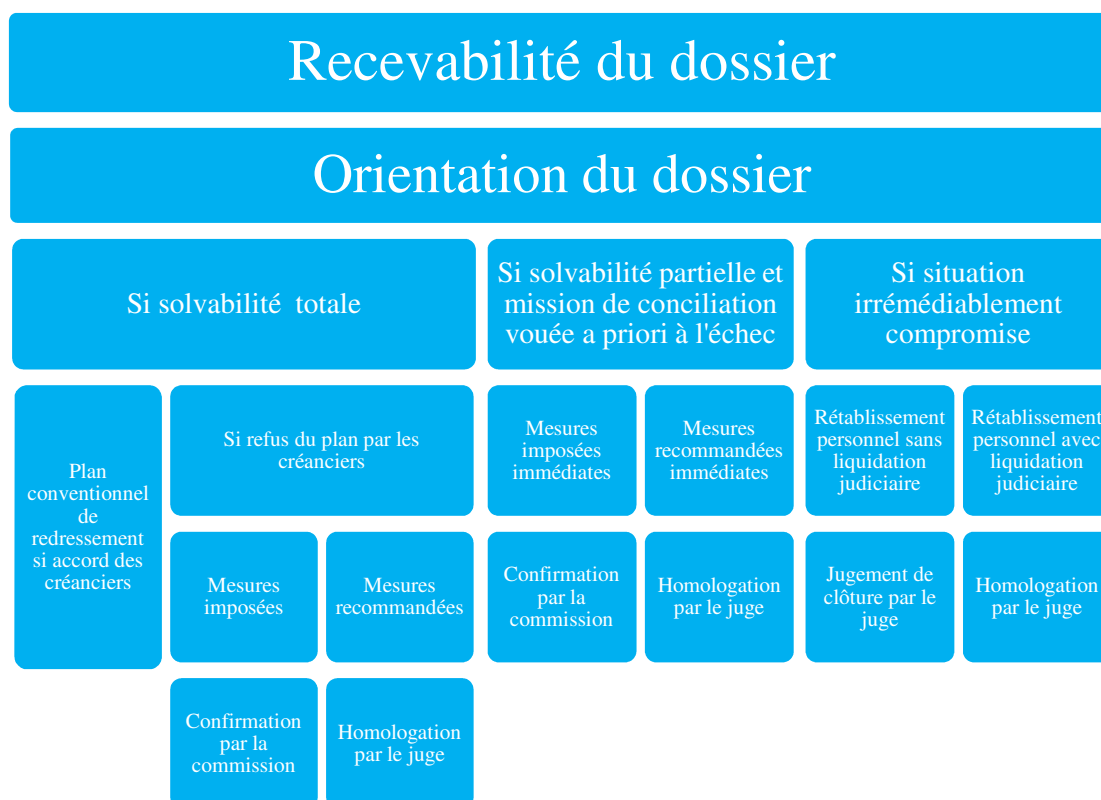 Recevabilité du dossier
Orientation du dossier
Si solvabilité totale
Si solvabilité partielle et
mission de conciliation
vouée a priori à l'échec
Si situation
irrémédiablement
compromise
Plan
conventionnel
de
redressement
si accord des
créanciers
Si refus du plan par les
créanciers
Mesures
imposées
immédiates
Mesures
recommandées
immédiates
Rétablissement
personnel sans
liquidation
judiciaire
Rétablissement
personnel avec
liquidation
judiciaire
Mesures
imposées
Mesures
recommandées
Confirmation
par la
commission
Homologation
par le juge
Jugement de
clôture par le
juge
Homologation
par le juge
Confirmation
par la
commission
Homologation
par le juge